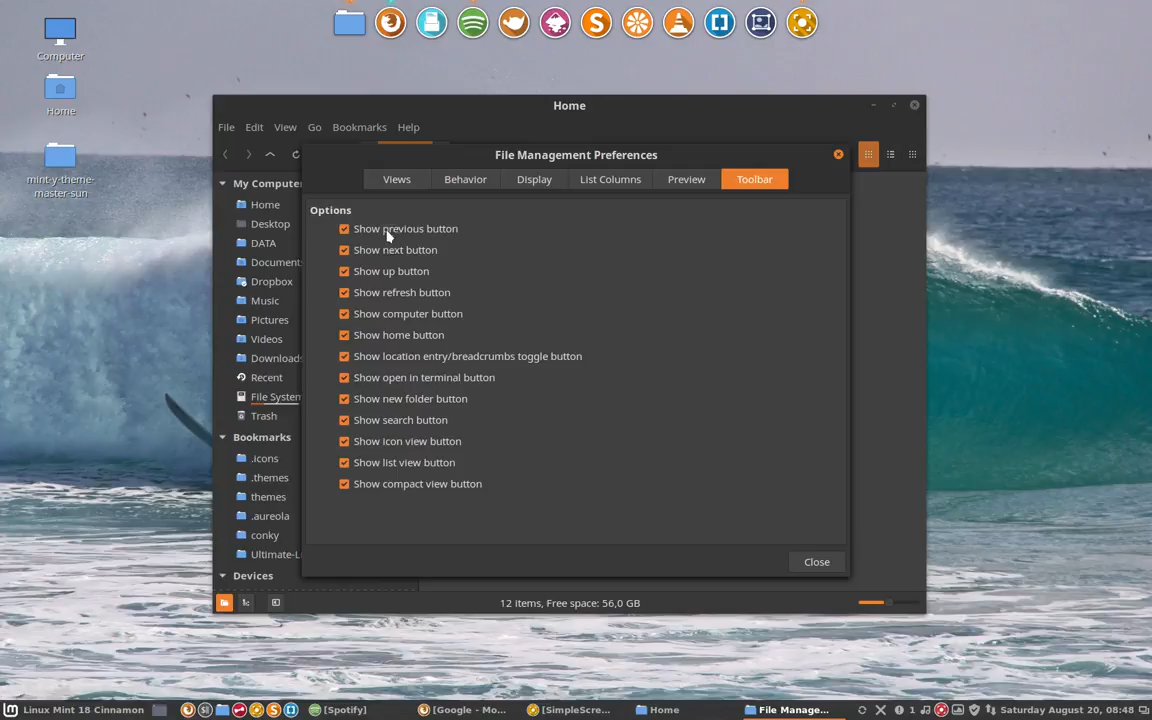 Computer
Home
mint-y-theme-
master-sun
Home
File Edit View Go Bookmarks Help
File Management Preferences
Views Behavior Display List Columns Preview Toolbar
Options
Show previous button
Show next button
Show up button
Show refresh button
Show computer button
Show home button
Show location entry/breadcrumbs toggle button
Show open in terminal button
Show new folder button
Show search button
Show icon view button
Show list view button
Show compact view button
Close
My Computer
Home
Desktop
DATA
Documents
Dropbox
Music
Pictures
Videos
Downloads
Recent
File System
Trash
Bookmarks
.icons
.themes
themes
.aureola
conky
Ultimate-L
Devices
12 items, Free space: 56,0 GB
Linux Mint 18 Cinnamon [Spotify] [Google - Mo... [SimpleScre... Home File Manage... 1 Saturday August 20, 08:48